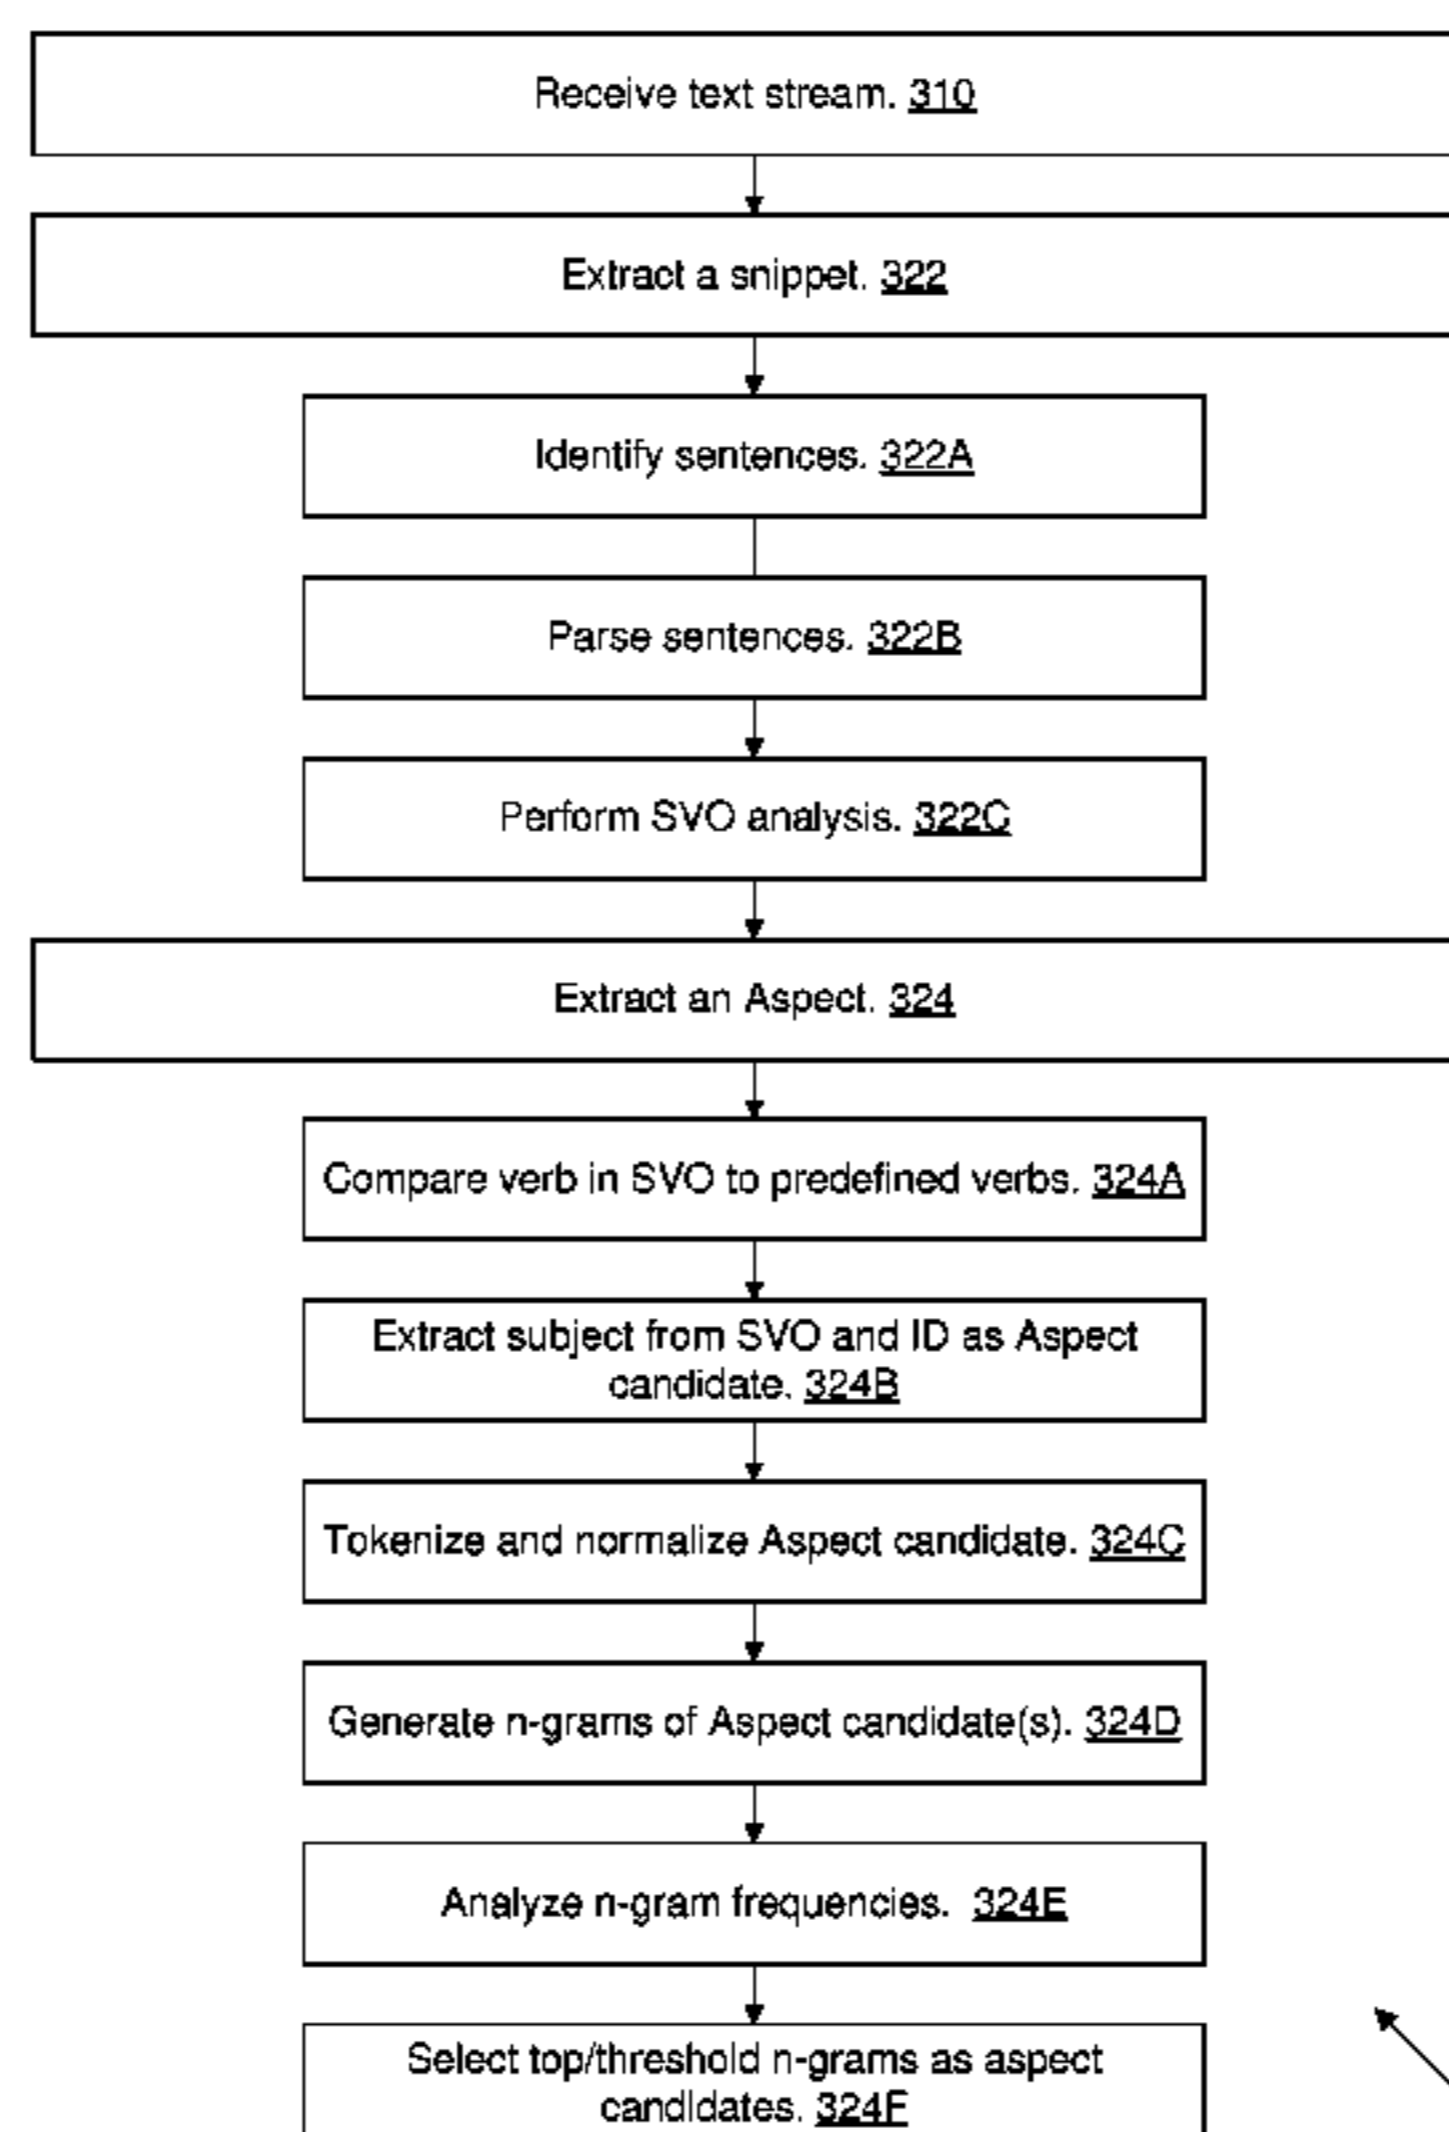 Receive text stream. 310
Extract a snippet. 322
Identify sentences. 322A
Parse sentences. 322B
Perform SVO analysis. 322C
Extract an Aspect. 324
Compare verb in SVO to predefined verbs. 324A
Extract subject from SVO and ID as Aspect
candidate. 324B
Tokenize and normalize Aspect candidate. 324C
Generate n-grams of Aspect candidate(s). 324D
Analyze n-gram frequencies. 324E
Select top/threshold n-grams as aspect
candidates. 324F